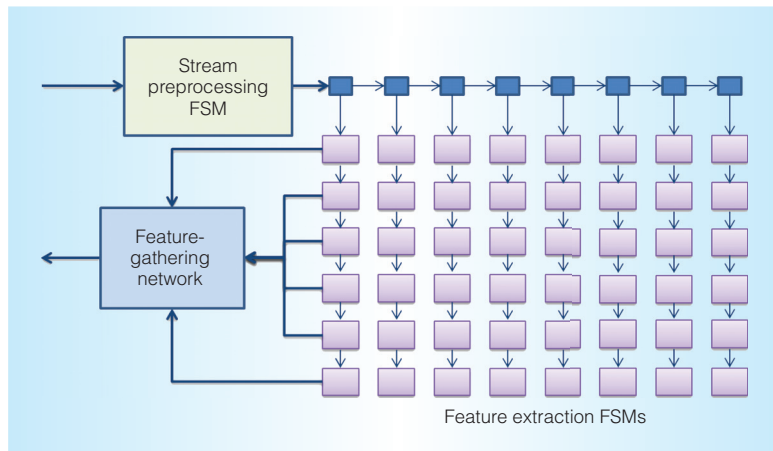 Stream
preprocessing
FSM
Feature-
gathering
network
Feature extraction FSMs